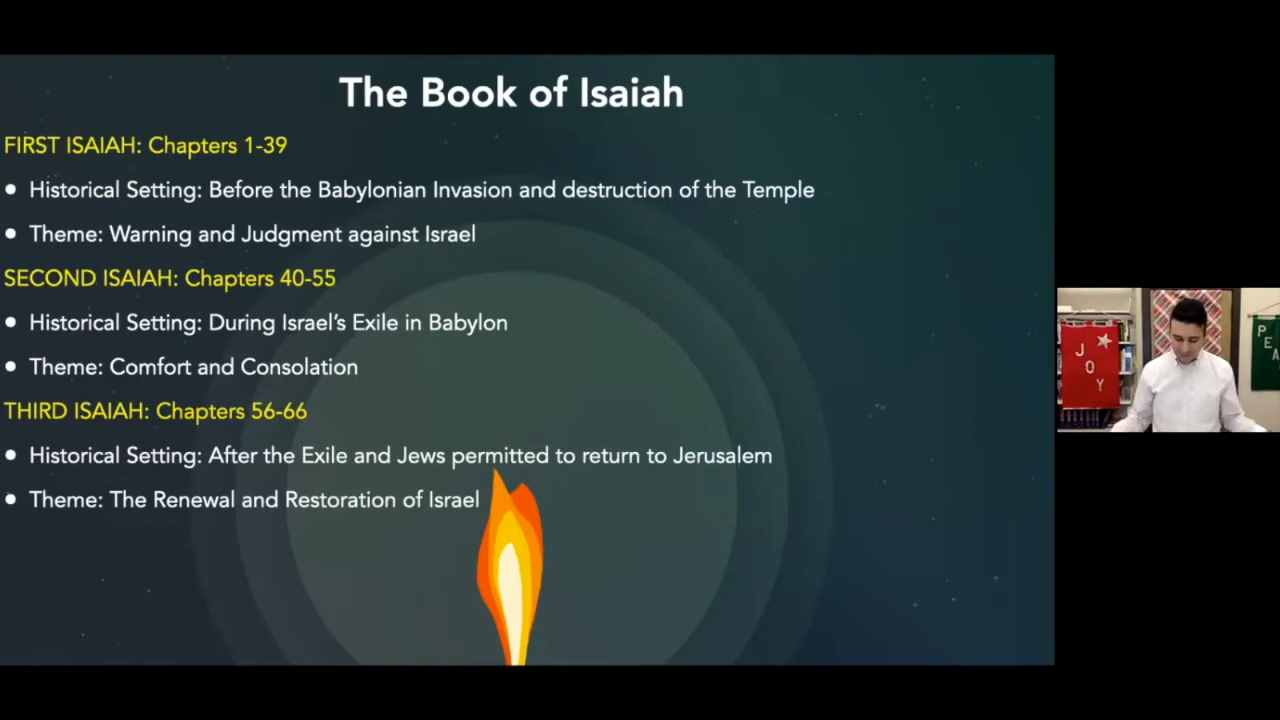 The Book of Isaiah
FIRST ISAIAH: Chapters 1-39
• Historical Setting: Before the Babylonian Invasion and destruction of the Temple
• Theme: Warning and Judgment against Israel
SECOND ISAIAH: Chapters 40-55
• Historical Setting: During Israel’s Exile in Babylon
• Theme: Comfort and Consolation
THIRD ISAIAH: Chapters 56-66
• Historical Setting: After the Exile and Jews permitted to return to Jerusalem
• Theme: The Renewal and Restoration of Israel
JOY
PEA